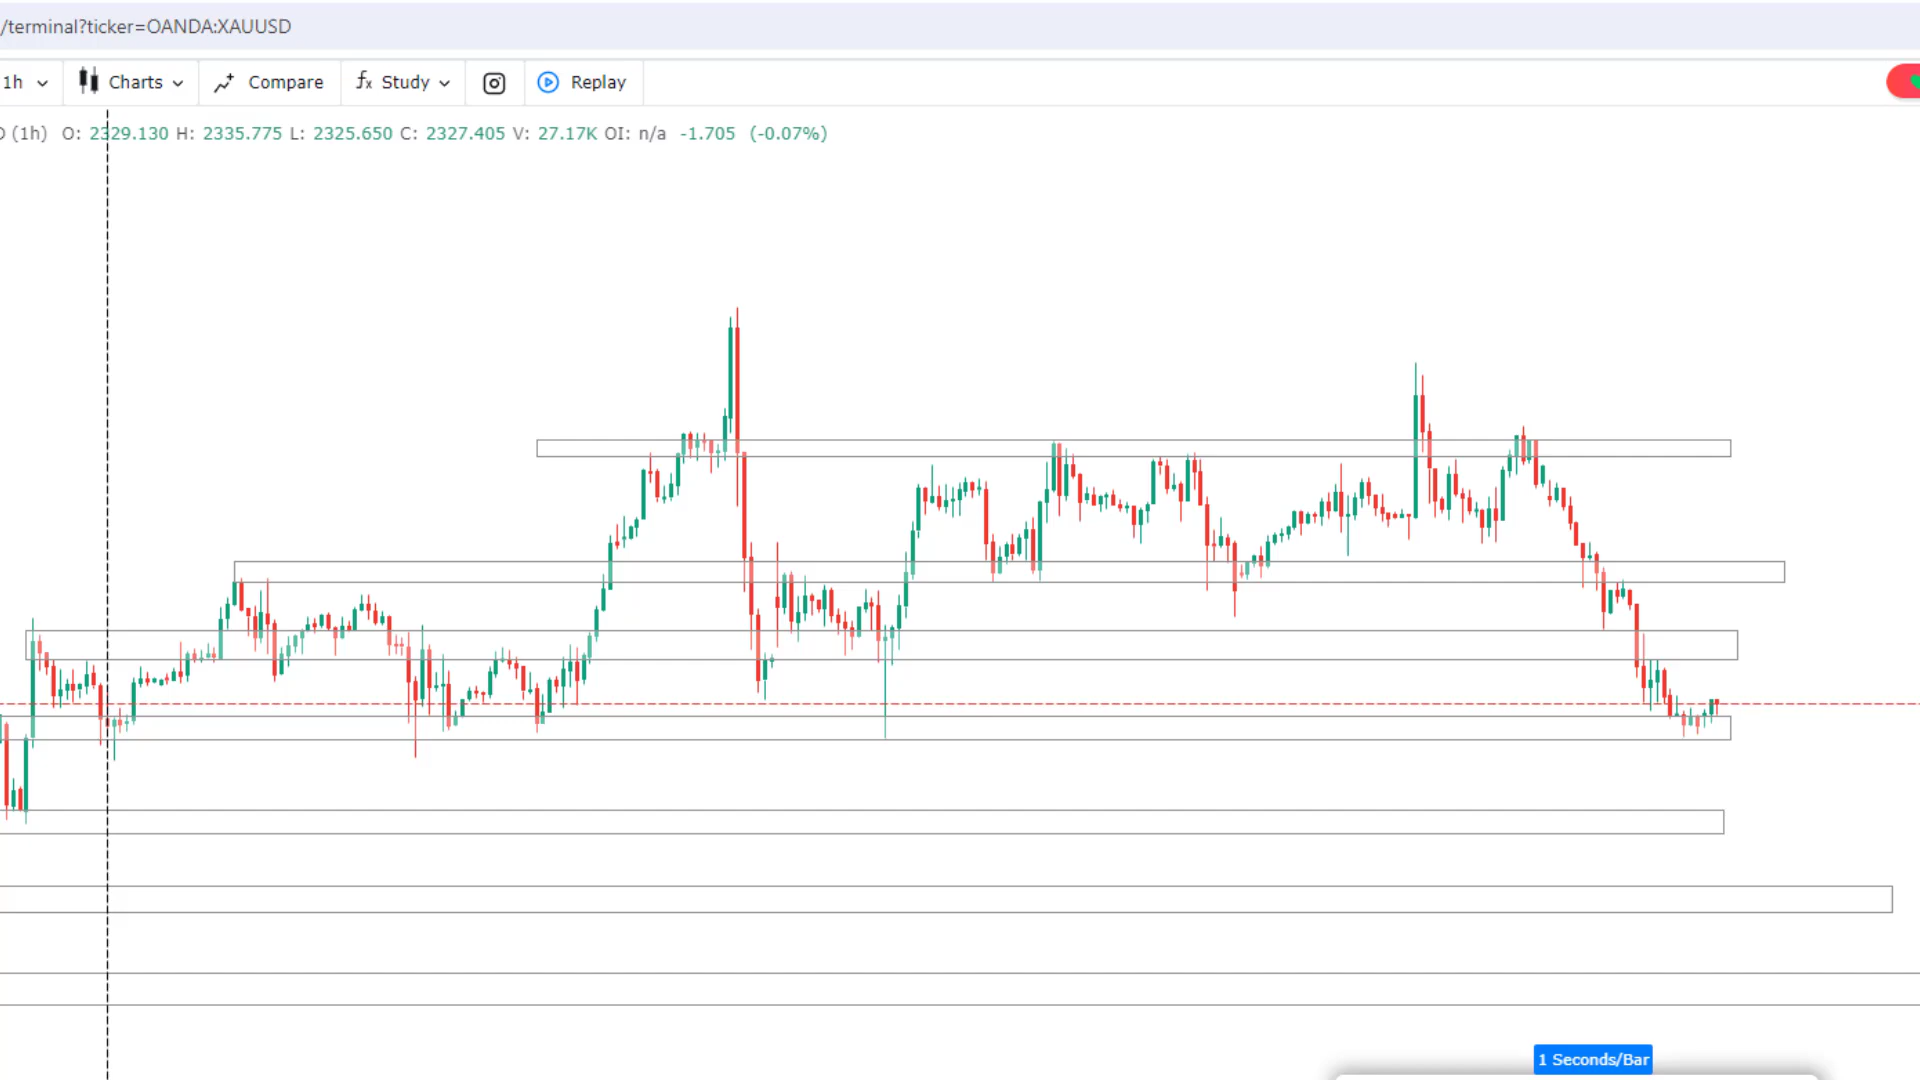 /terminal?ticker=OANDA:XAUUSD
1h Charts Compare fx Study Replay
(1h) O: 2329.130 H: 2335.775 L: 2325.650 C: 2327.405 V: 27.17K OI: n/a -1.705 (-0.07%)
1 Seconds/Bar